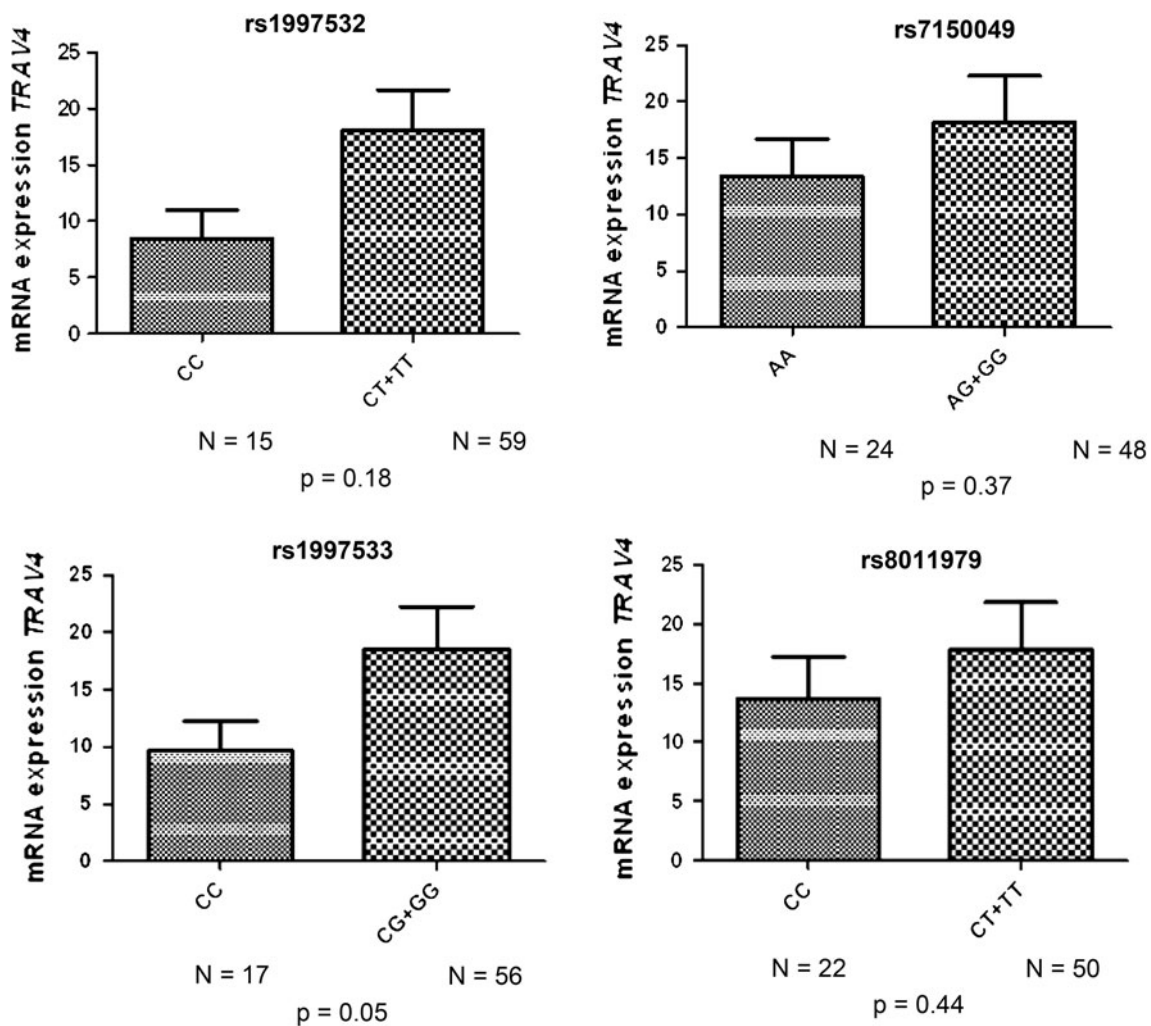 rs1997532
mRNA expression TRAV4
25
20
15
10
5
0
CC
CT+TT
N = 15
N = 59
p = 0.18
rs7150049
mRNA expression TRAV4
25
20
15
10
5
0
AA
AG+GG
N = 24
N = 48
p = 0.37
rs1997533
mRNA expression TRAV4
25
20
15
10
5
0
CC
CG+GG
N = 17
N = 56
p = 0.05
rs8011979
mRNA expression TRAV4
25
20
15
10
5
0
CC
CT+TT
N = 22
N = 50
p = 0.44